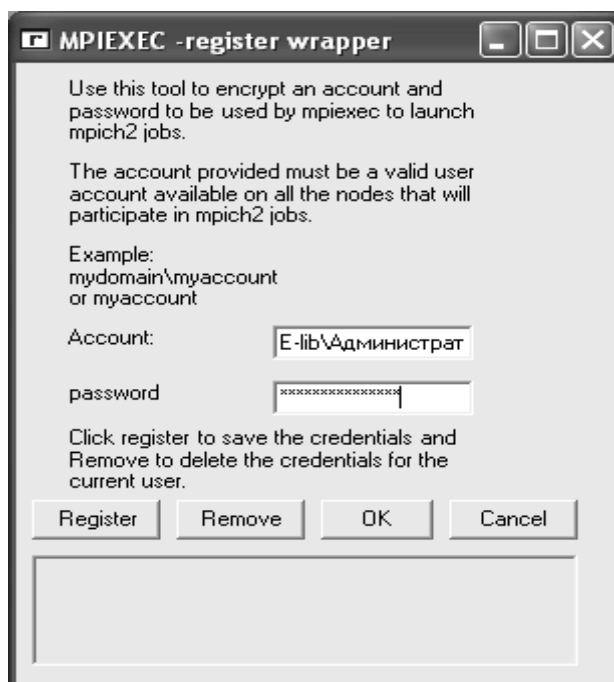 MPIEXEC -register wrapper
Use this tool to encrypt an account and
password to be used by mpiexec to launch
mpich2 jobs.
The account provided must be a valid user
account available on all the nodes that will
participate in mpich2 jobs.
Example:
mydomain\myaccount
or myaccount
Account: E-lib\Администрат
password ***************
Click register to save the credentials and
Remove to delete the credentials for the
current user.
Register Remove OK Cancel